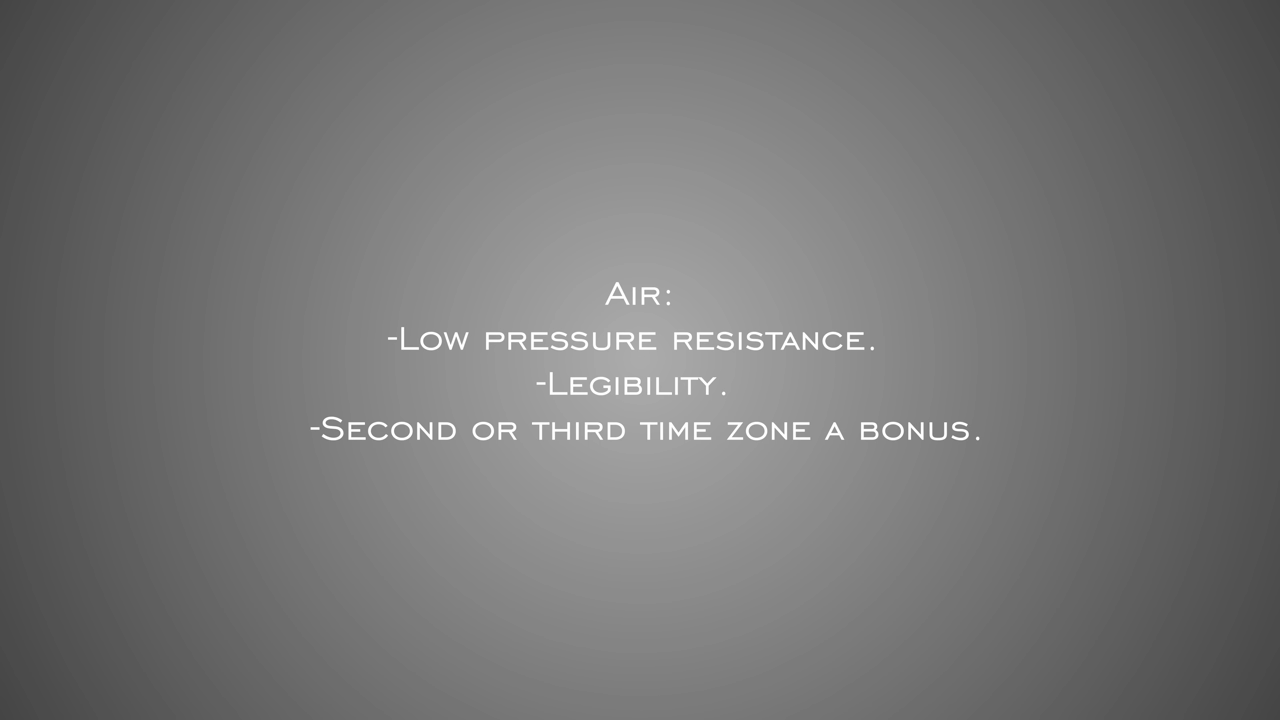 Air:
-Low pressure resistance.
-Legibility.
-Second or third time zone a bonus.